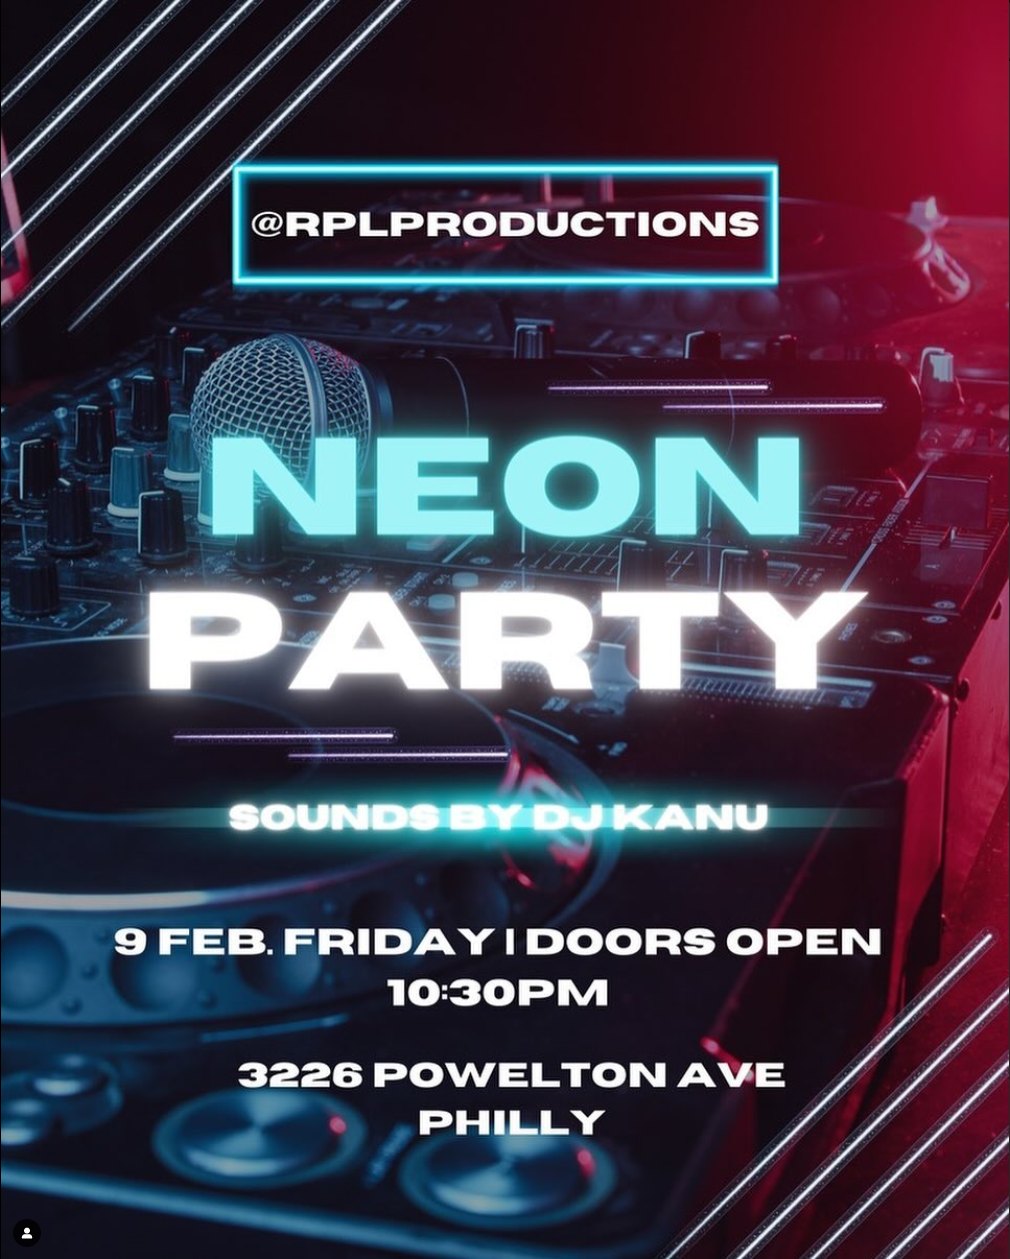 @RPLPRODUCTIONS
NEON
PARTY
SOUNDS BY DJ KANU
9 FEB. FRIDAY | DOORS OPEN
10:30PM
3226 POWELTON AVE
PHILLY